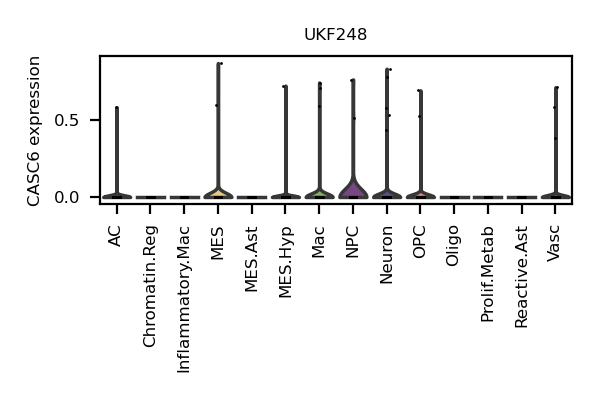 UKF248
CASC6 expression
0.5
0.0
AC
Chromatin.Reg
Inflammatory.Mac
MES
MES.Ast
MES.Hyp
Mac
NPC
Neuron
OPC
Oligo
Prolif.Metab
Reactive.Ast
Vasc